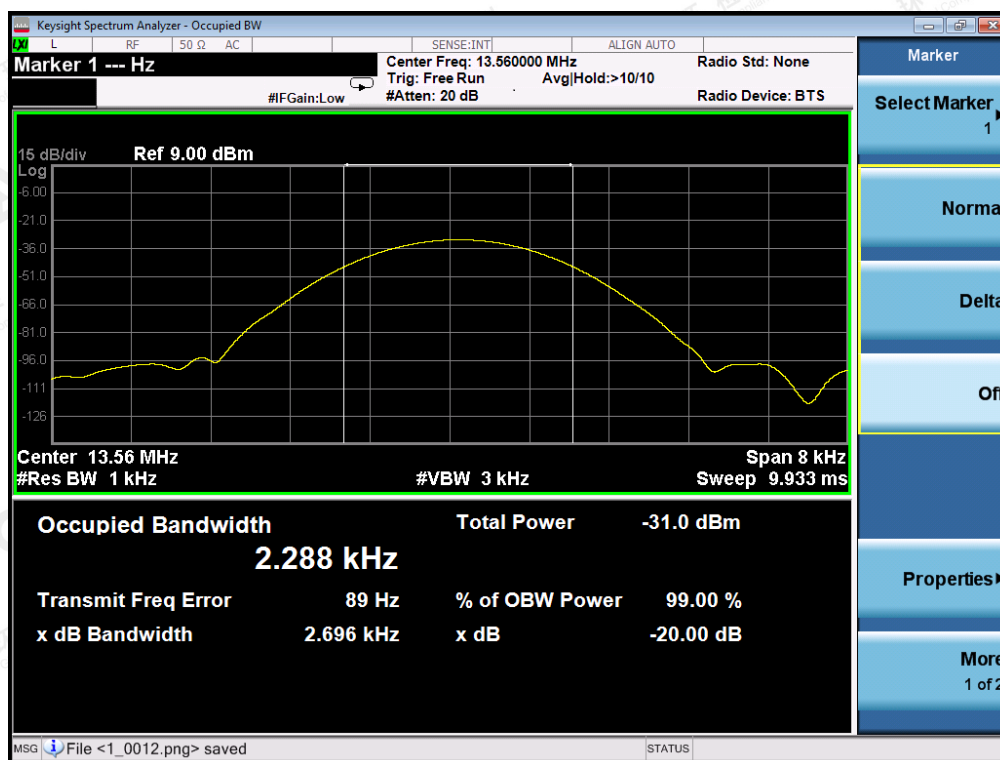 Keysight Spectrum Analyzer - Occupied BW
LXI L RF 50 Ω AC SENSE:INT ALIGN AUTO
Marker 1 --- Hz
#IFGain:Low
Center Freq: 13.560000 MHz
Trig: Free Run Avg|Hold:>10/10
#Atten: 20 dB
Radio Std: None
Radio Device: BTS
15 dB/div Ref 9.00 dBm
Log
-6.00
-21.0
-36.0
-51.0
-66.0
-81.0
-96.0
-111
-126
Center 13.56 MHz Span 8 kHz
#Res BW 1 kHz #VBW 3 kHz Sweep 9.933 ms
Occupied Bandwidth Total Power -31.0 dBm
2.288 kHz
Transmit Freq Error 89 Hz % of OBW Power 99.00 %
x dB Bandwidth 2.696 kHz x dB -20.00 dB
MSG File <1_0012.png> saved STATUS
Marker
Select Marker
1
Norma
Delta
Off
Properties
More
1 of 2